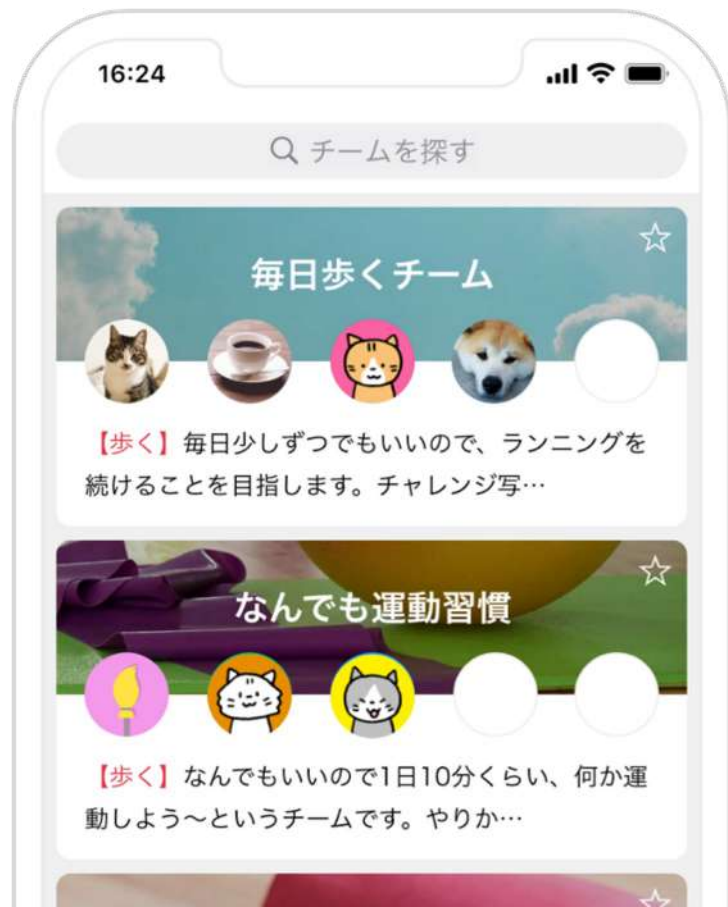 16:24
チームを探す
毎日歩くチーム
【歩く】毎日少しずつでもいいので、ランニングを
続けることを目指します。チャレンジ写…
なんでも運動習慣
【歩く】なんでもいいので1日10分くらい、何か運
動しよう〜というチームです。やりか…